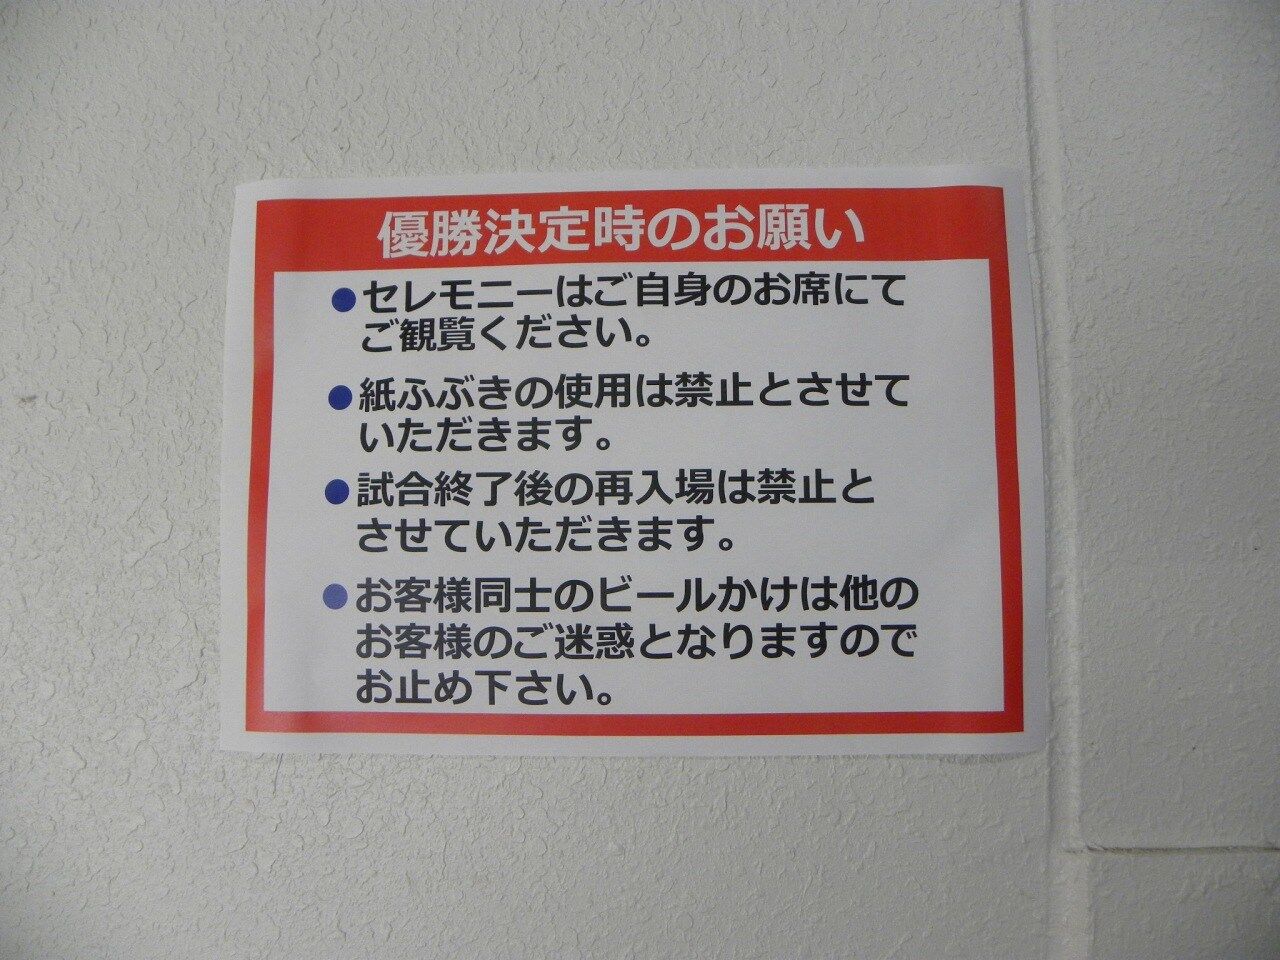 優勝決定時のお願い
●セレモニーはご自身のお席にて
ご観覧ください。
●紙ふぶきの使用は禁止とさせて
いただきます。
●試合終了後の再入場は禁止と
させていただきます。
●お客様同士のビールかけは他の
お客様のご迷惑となりますので
お止め下さい。